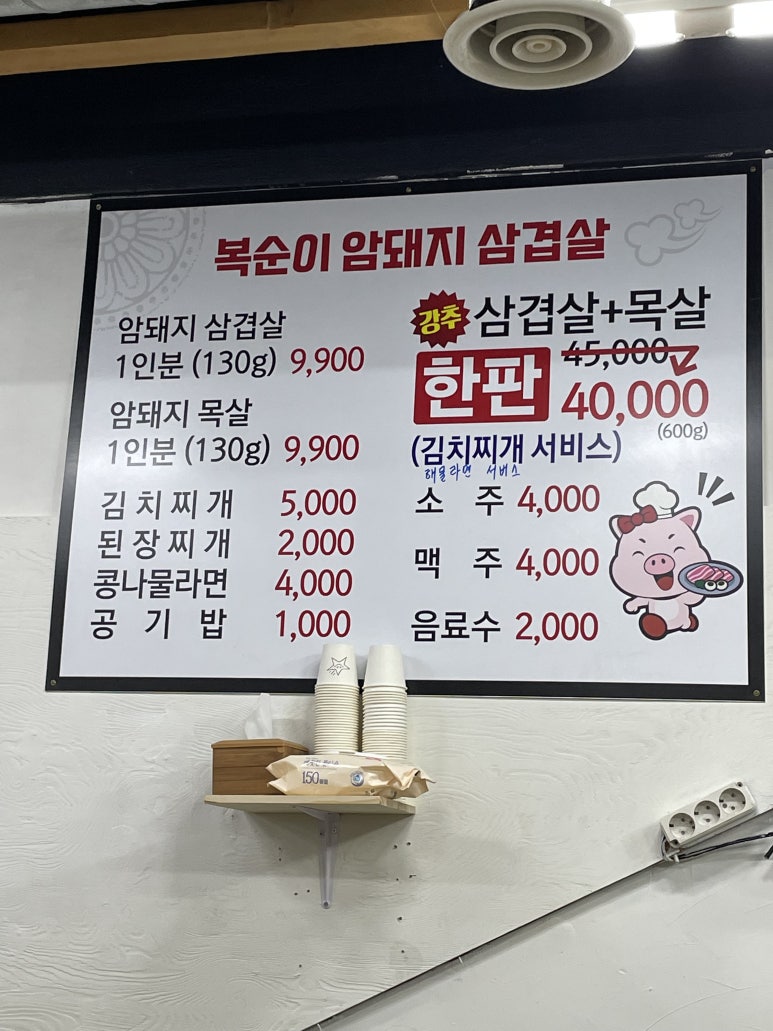 복순이 암돼지 삼겹살
암돼지 삼겹살
1인분 (130g) 9,900
암돼지 목살
1인분 (130g) 9,900
김치찌개 5,000
된장찌개 2,000
콩나물라면 4,000
공기밥 1,000
강추 삼겹살+목살
한판 45,000
40,000
(600g)
(김치찌개 서비스)
해물라면 서비스
소주 4,000
맥주 4,000
음료수 2,000
150